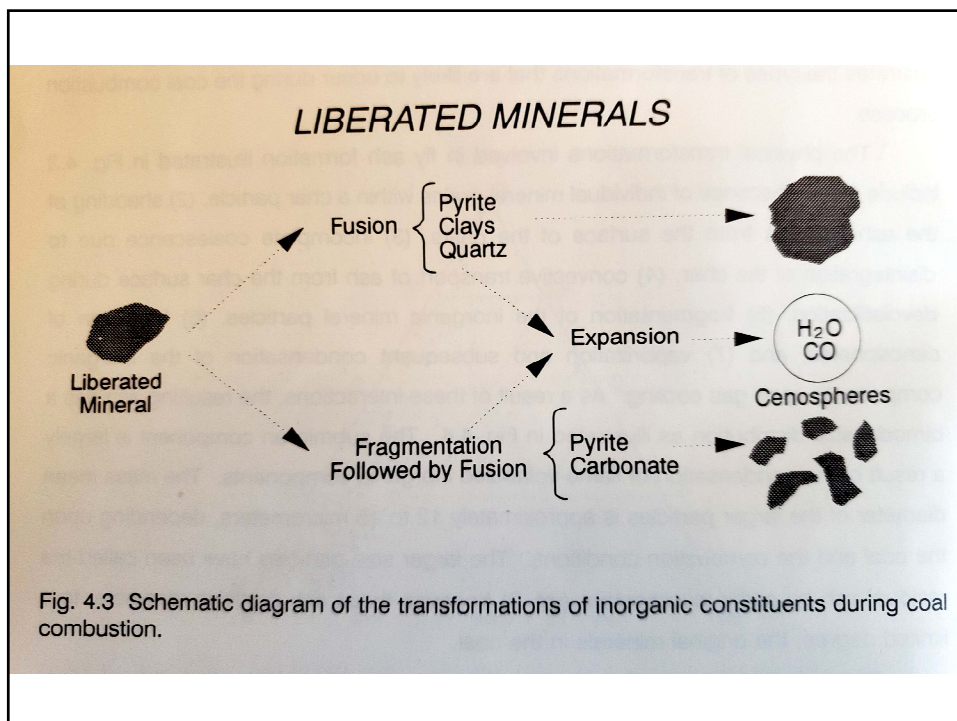 LIBERATED MINERALS
Fusion
Pyrite
Clays
Quartz
Liberated
Mineral
Expansion
H₂O
CO
Cenospheres
Fragmentation
Followed by Fusion
Pyrite
Carbonate
Fig. 4.3 Schematic diagram of the transformations of inorganic constituents during coal
combustion.